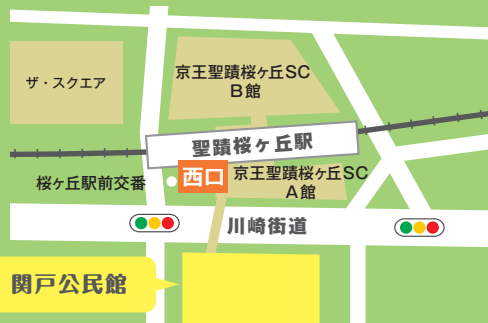 京王聖蹟桜ヶ丘SC
B館
ザ・スクエア
聖蹟桜ヶ丘駅
桜ヶ丘駅前交番
西口
京王聖蹟桜ヶ丘SC
A館
川崎街道
関戸公民館